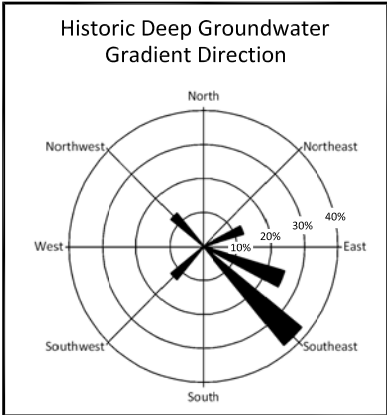 Historic Deep Groundwater
Gradient Direction
North
Northwest
Northeast
40%
30%
20%
10%
West
East
Southwest
Southeast
South